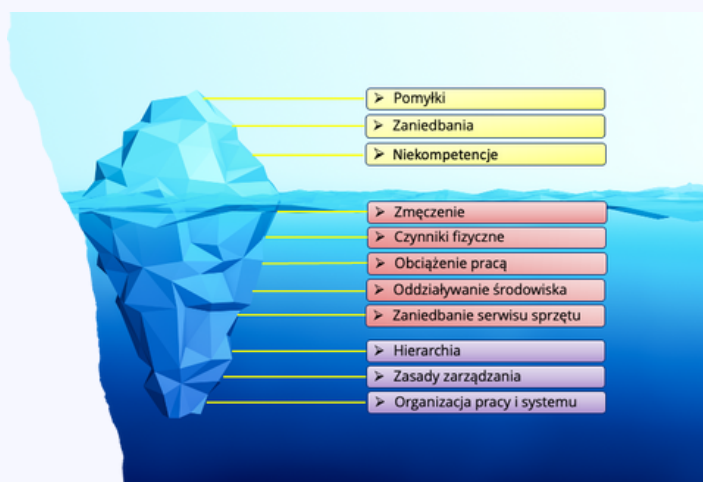 ➢ Pomyłki
➢ Zaniedbania
➢ Niekompetencje
➢ Zmęczenie
➢ Czynniki fizyczne
➢ Obciążenie pracą
➢ Oddziaływanie środowiska
➢ Zaniedbanie serwisu sprzętu
➢ Hierarchia
➢ Zasady zarządzania
➢ Organizacja pracy i systemu